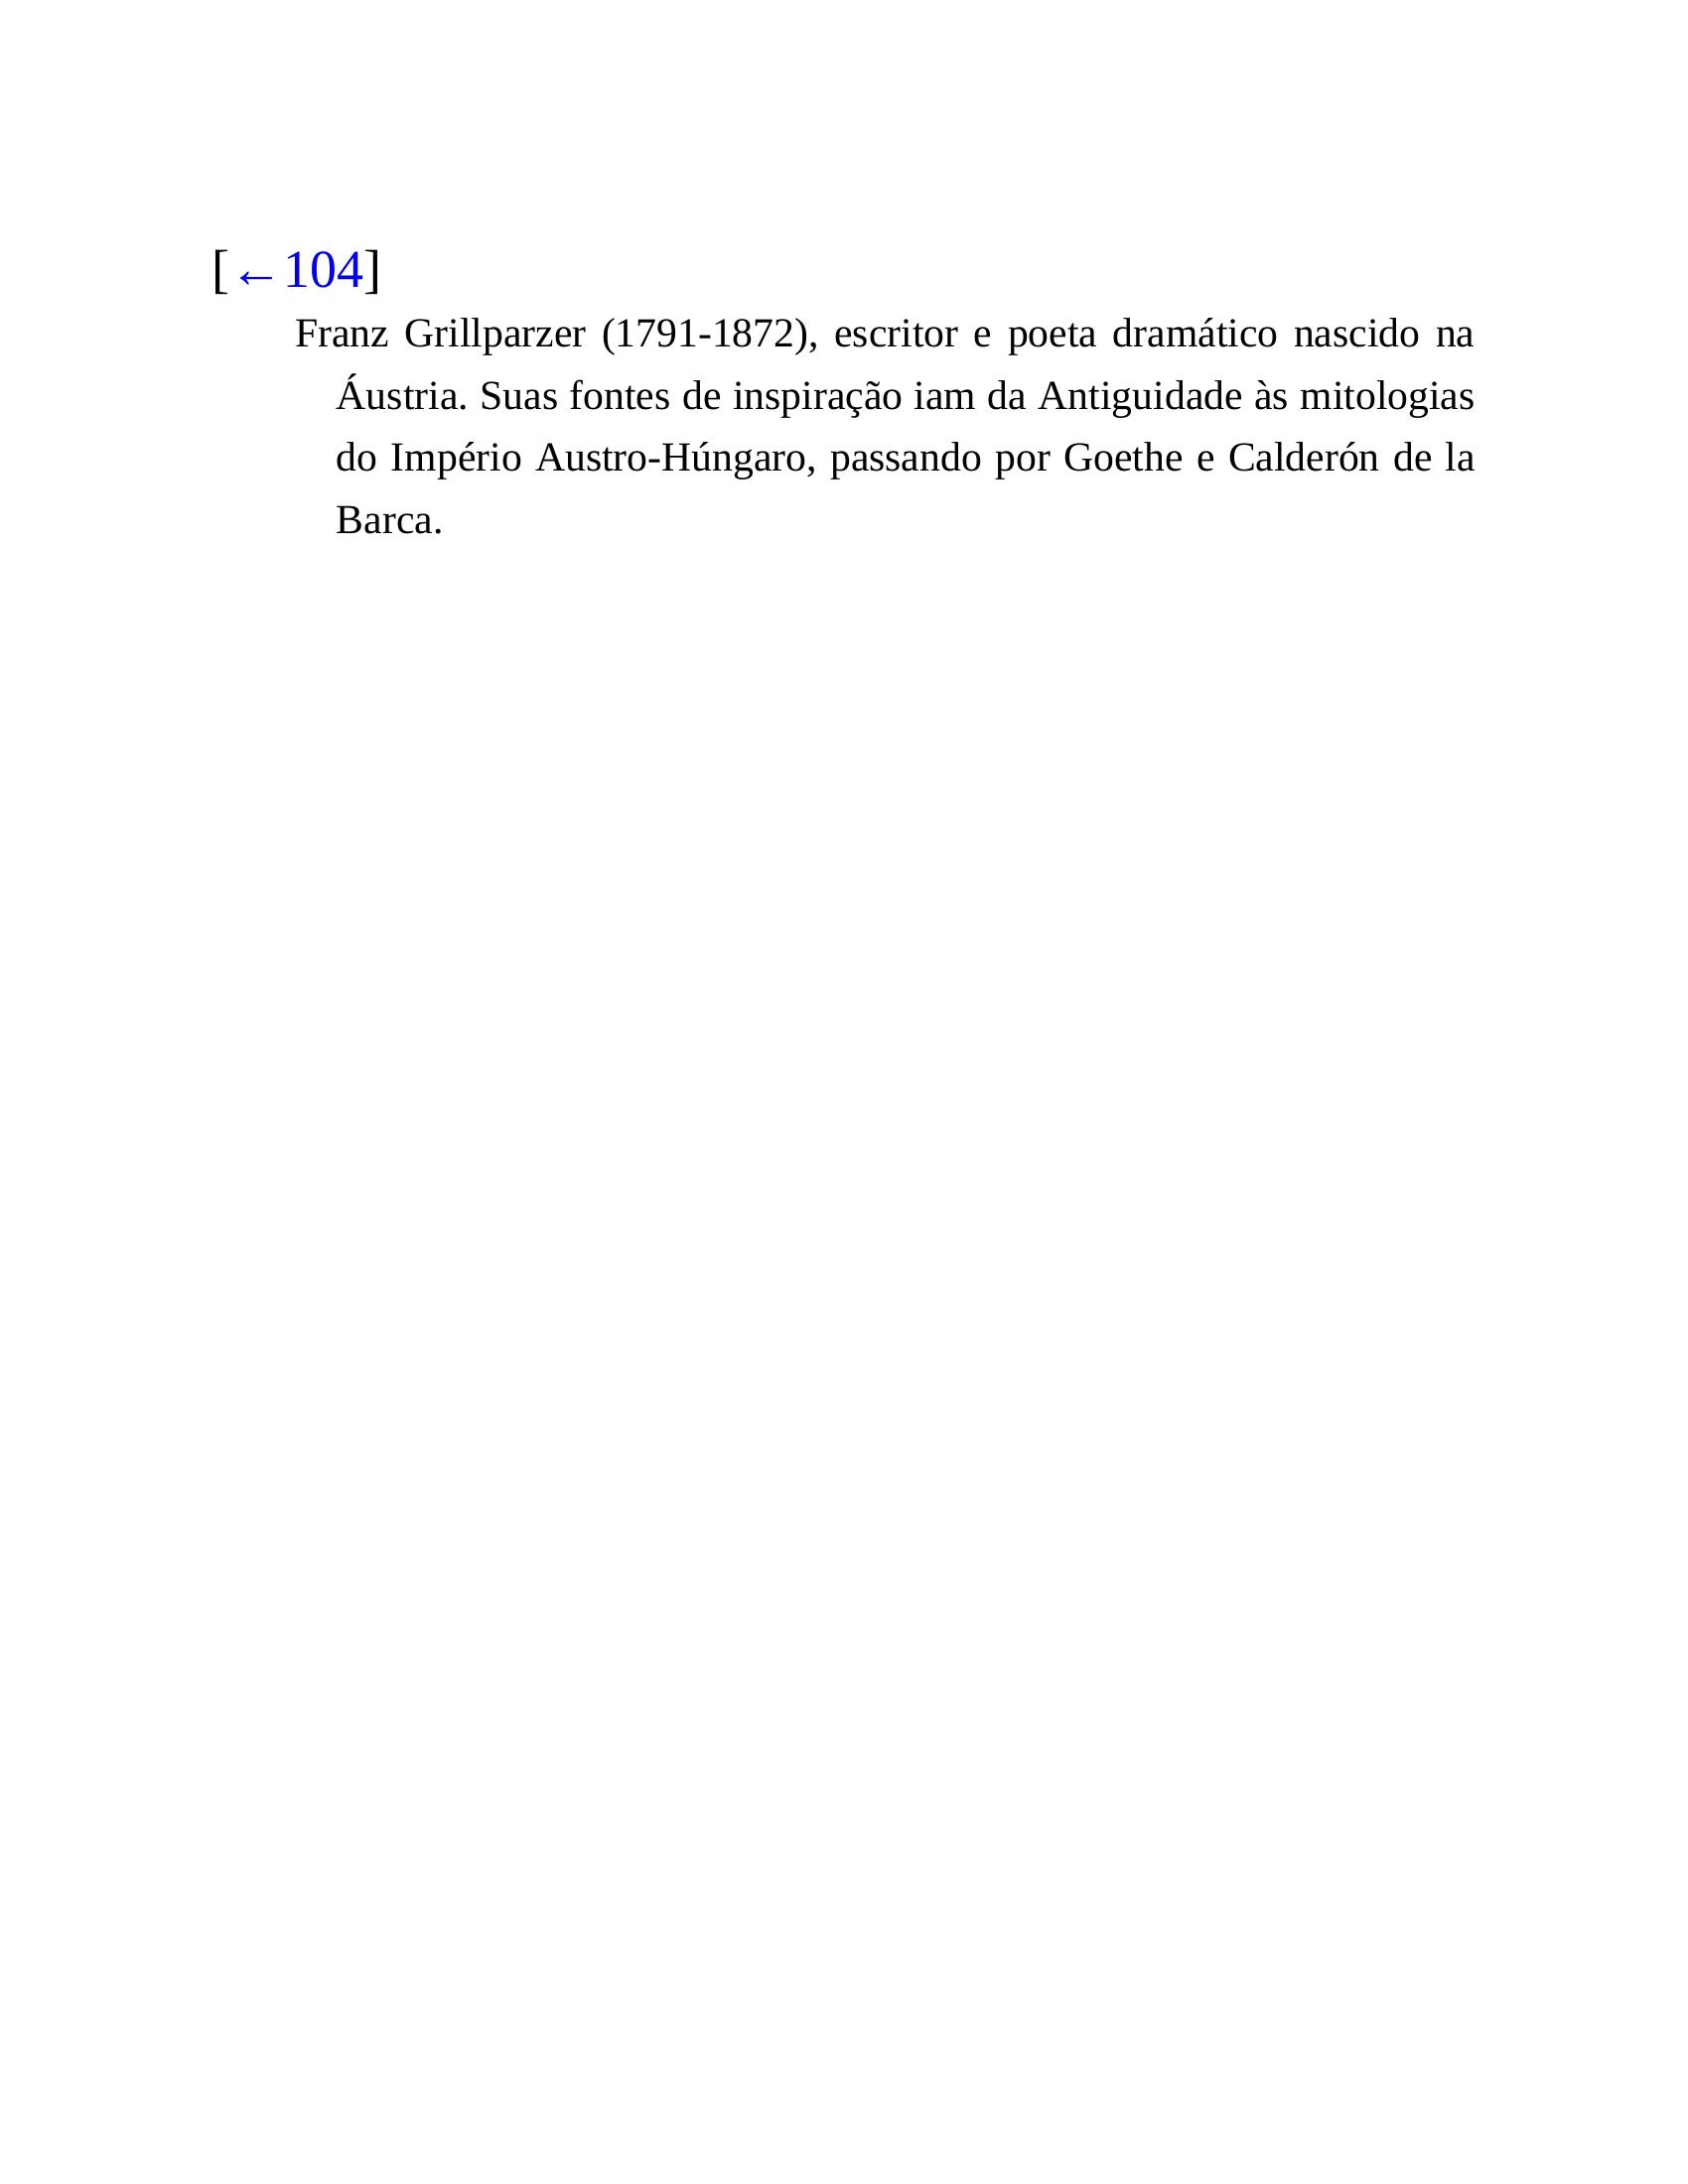 [←104]
Franz Grillparzer (1791-1872), escritor e poeta dramático nascido na
Áustria. Suas fontes de inspiração iam da Antiguidade às mitologias
do Império Austro-Húngaro, passando por Goethe e Calderón de la
Barca.